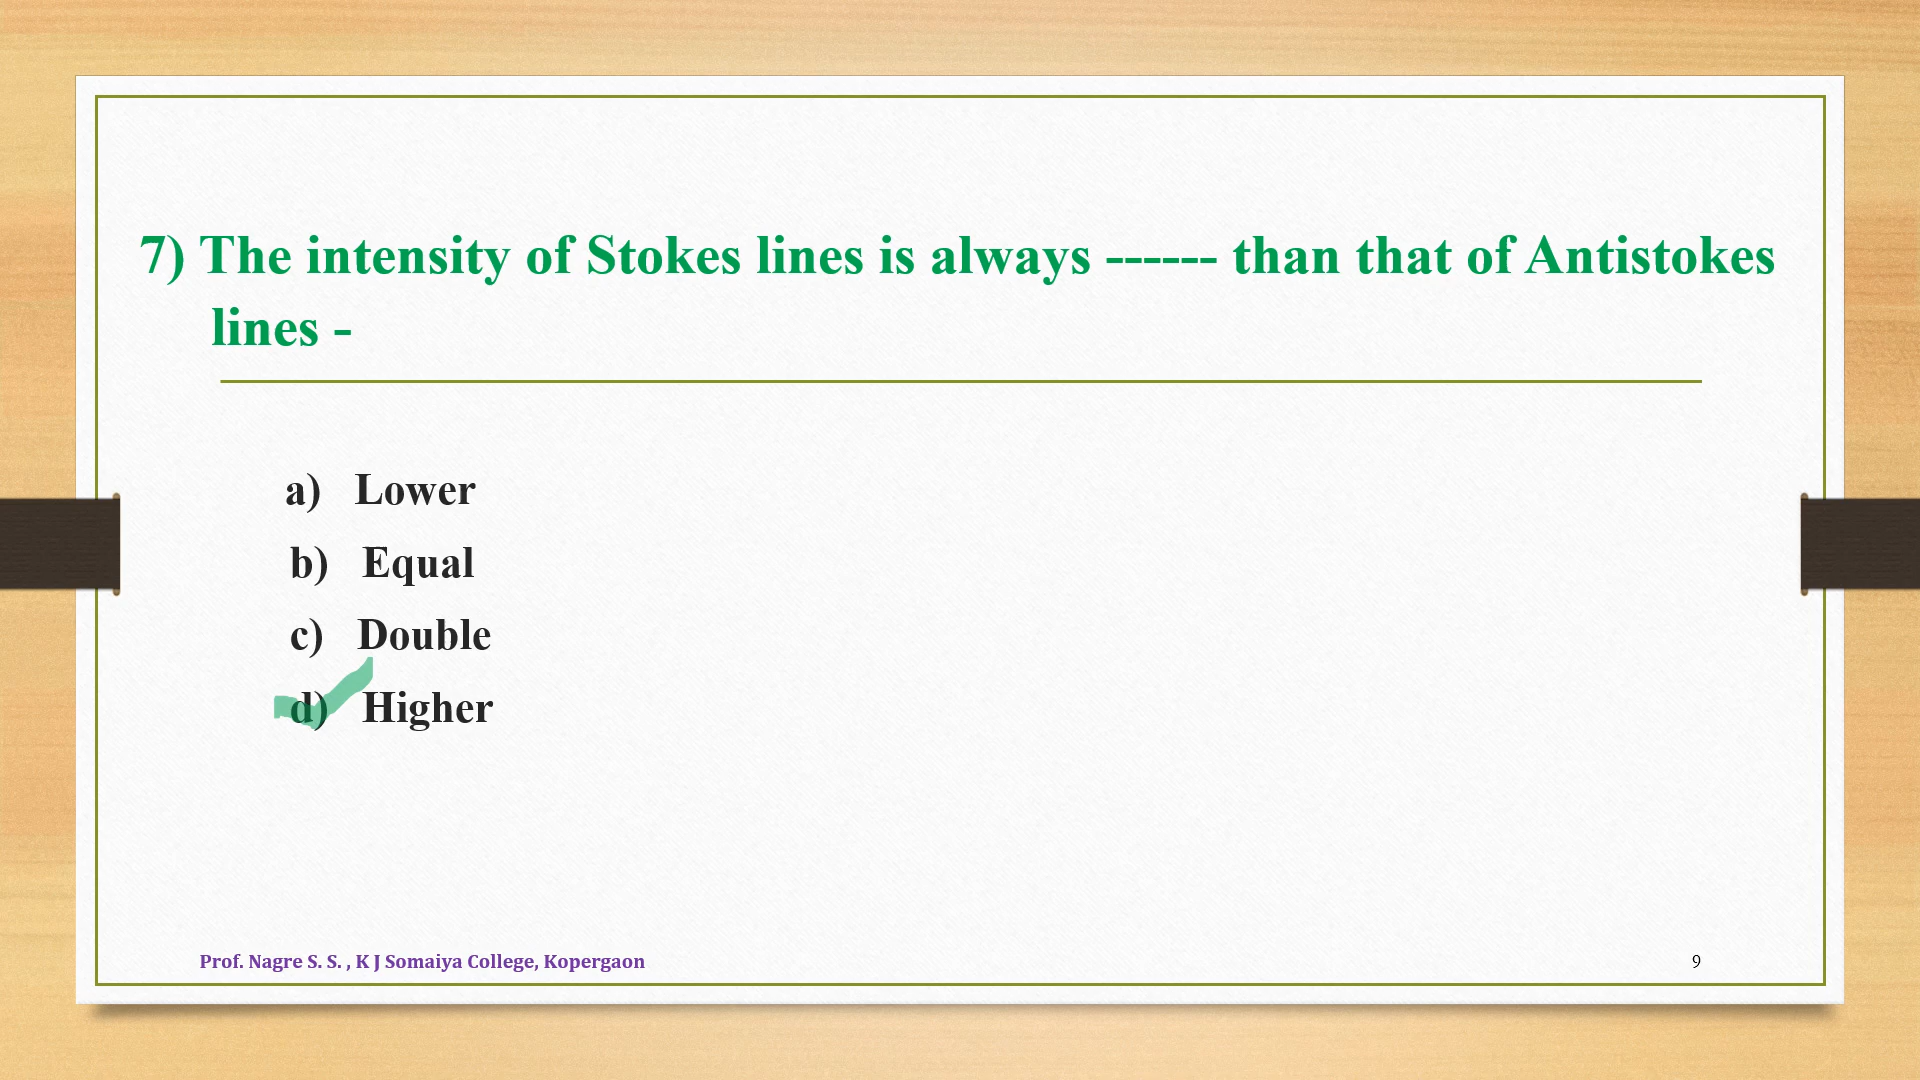 7) The intensity of Stokes lines is always ------ than that of Antistokes
lines -
a) Lower
b) Equal
c) Double
d) Higher
Prof. Nagre S. S. , K J Somaiya College, Kopergaon
9